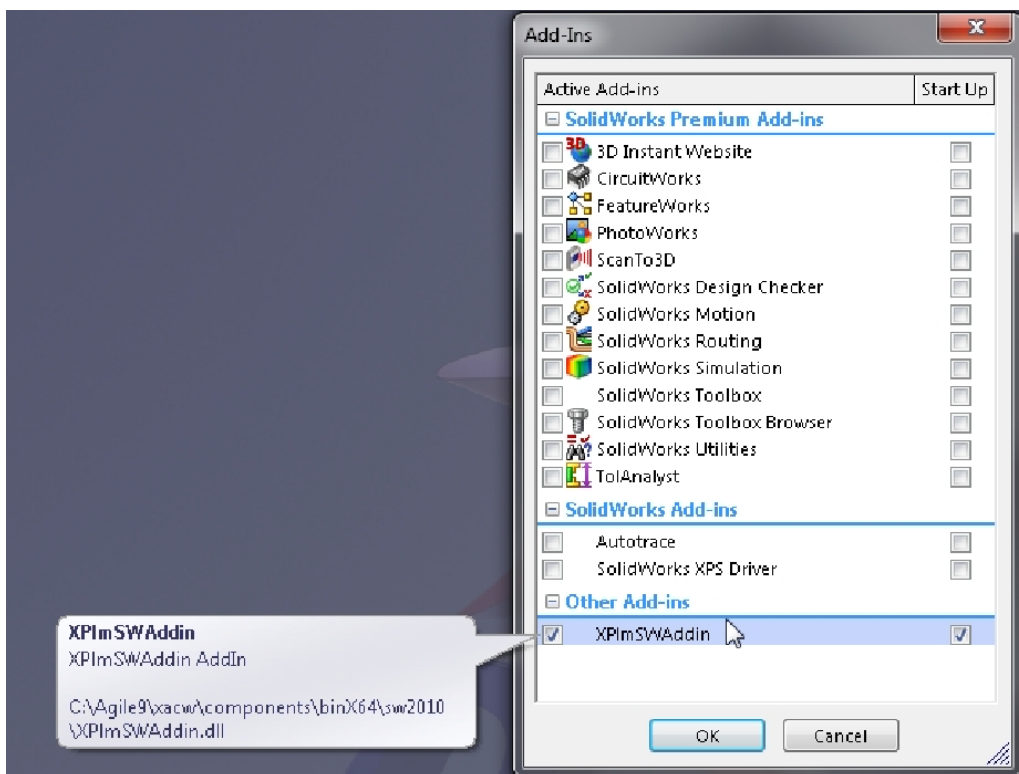 Add-Ins
Active Add-ins Start Up
SolidWorks Premium Add-ins
3D Instant Website
CircuitWorks
FeatureWorks
PhotoWorks
ScanTo3D
SolidWorks Design Checker
SolidWorks Motion
SolidWorks Routing
SolidWorks Simulation
SolidWorks Toolbox
SolidWorks Toolbox Browser
SolidWorks Utilities
TolAnalyst
SolidWorks Add-ins
Autotrace
SolidWorks XPS Driver
Other Add-ins
XPlmSWAddin
XPlmSWAddin
XPlmSWAddin AddIn
C:\Agile9\xacw\components\binX64\sw2010
\XPlmSWAddin.dll
OK Cancel